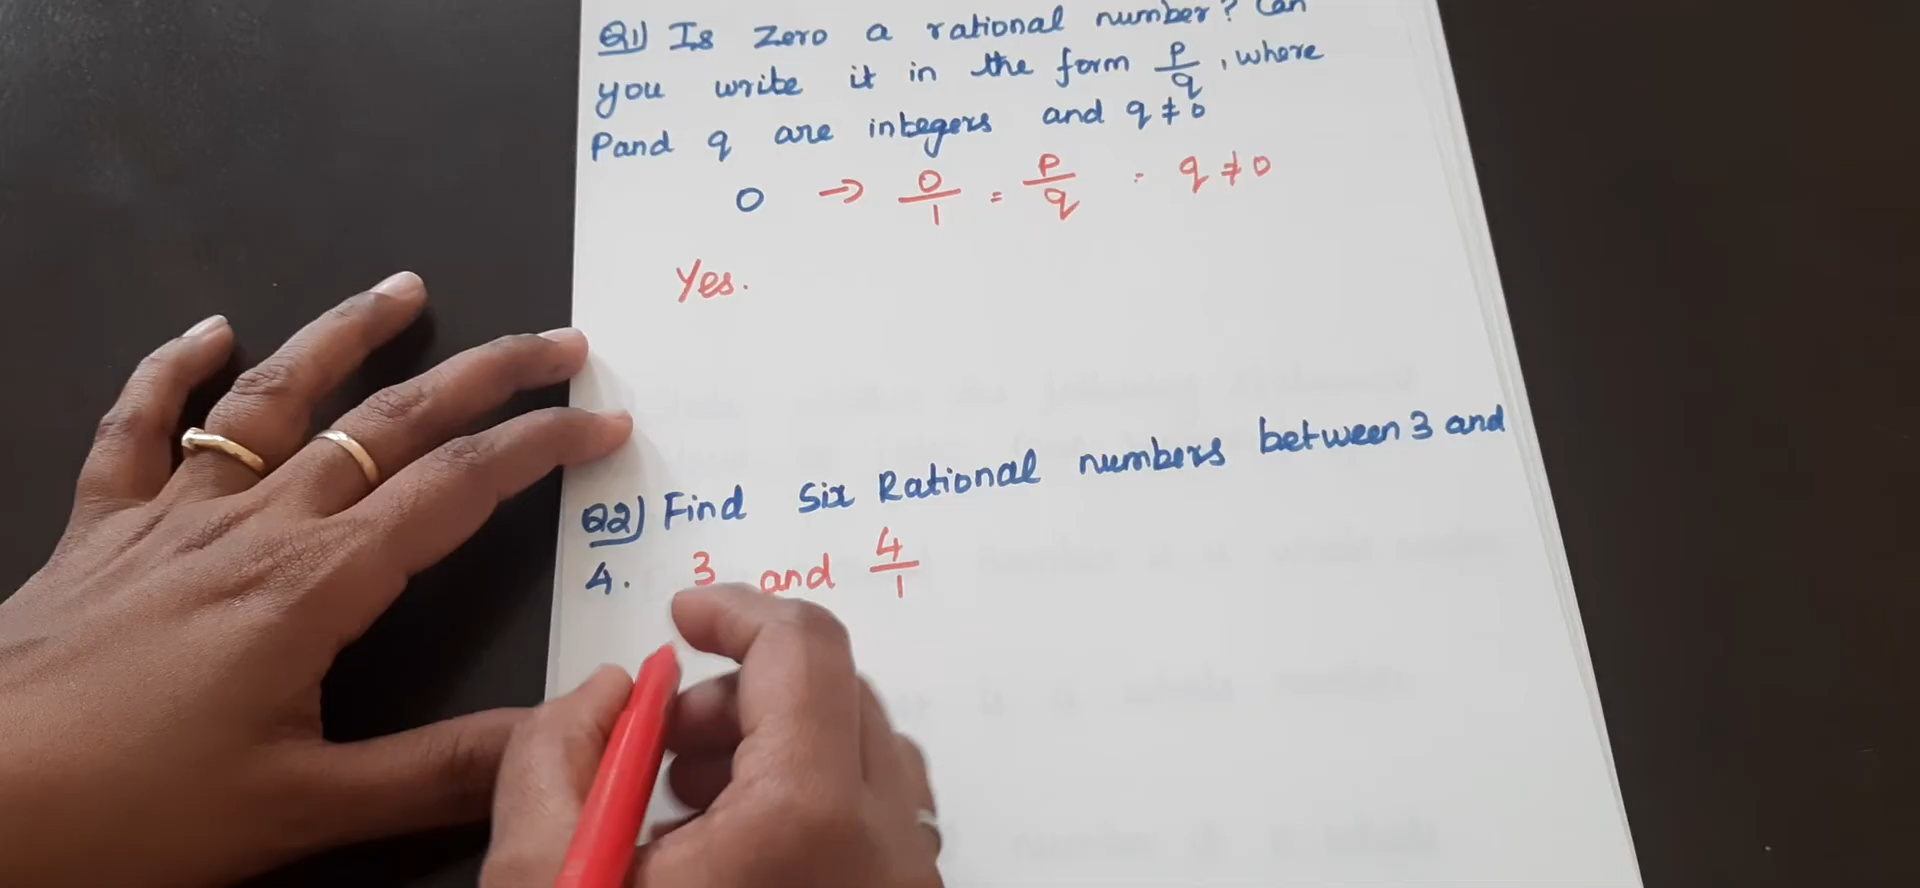 Q1) Is Zero a rational number? Can
you write it in the form p/q, where
P and q are integers and q ≠ 0
0 → 0/1 = P/q = q ≠ 0
Yes.
Q2) Find Six Rational numbers between 3 and
4. 3 and 4/1